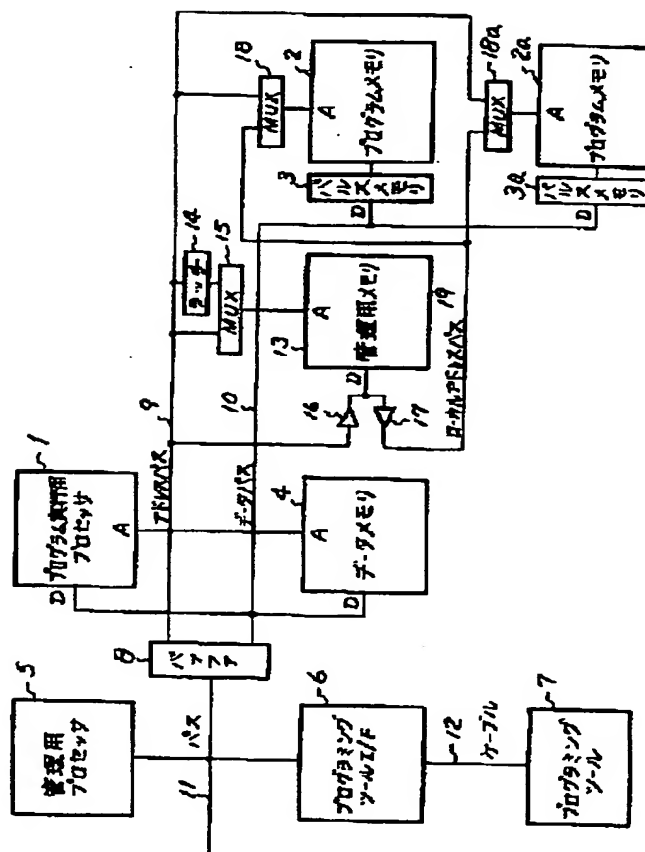 5
管理用
プロセッサ
11
バス
8
バッファ
6
プログラミング
ツールI/F
12
ケーブル
7
プログラミング
ツール
1
プログラム実行用
プロセッサ
D
A
9
アドレスバス
10
データバス
4
A
D
データメモリ
14
ラッチ
15
MUX
13
A
管理用メモリ
D
16
17
19
ローカルアドレスバス
18
MUX
2
A
プログラムメモリ
3
パルス
メモリ
D
18a
MUX
2a
A
プログラムメモリ
3a
パルス
メモリ
D